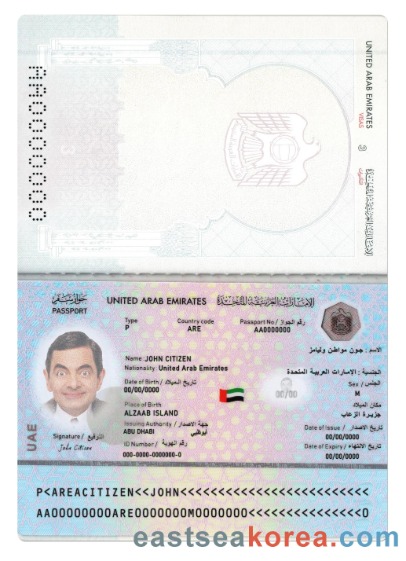 UNITED ARAB EMIRATES
VISAS
3
AA0000000
جواز سفر
PASSPORT
UNITED ARAB EMIRATES
الإمارات العربية المتحدة
Type
P
Country code
ARE
Passport No / رقم الجواز
AA0000000
الاسم : جون مواطن وليامز
Name: JOHN CITIZEN
Nationality: United Arab Emirates
الجنسية : الإمارات العربية المتحدة
Date of Birth / تاريخ الميلاد
00/00/0000
00/00
Sex / الجنس
M
Place of Birth
ALZAAB ISLAND
مكان الميلاد
جزيرة الزعاب
Issuing Authority / جهة الاصدار
ABU DHABI
أبوظبي
Date of Issue / تاريخ الاصدار
00/00/0000
ID Number / رقم الهوية
000-0000-0000000-0
Date of Expiry / تاريخ الانتهاء
00/00/0000
UAE
Signature / التوقيع
John Citizen
P<AREACITIZEN<<JOHN<<<<<<<<<<<<<<<<<<<<<<<<<
AA00000000ARE0000000M0000000<<<<<<<<<<<<<<<0
eastseakorea.com